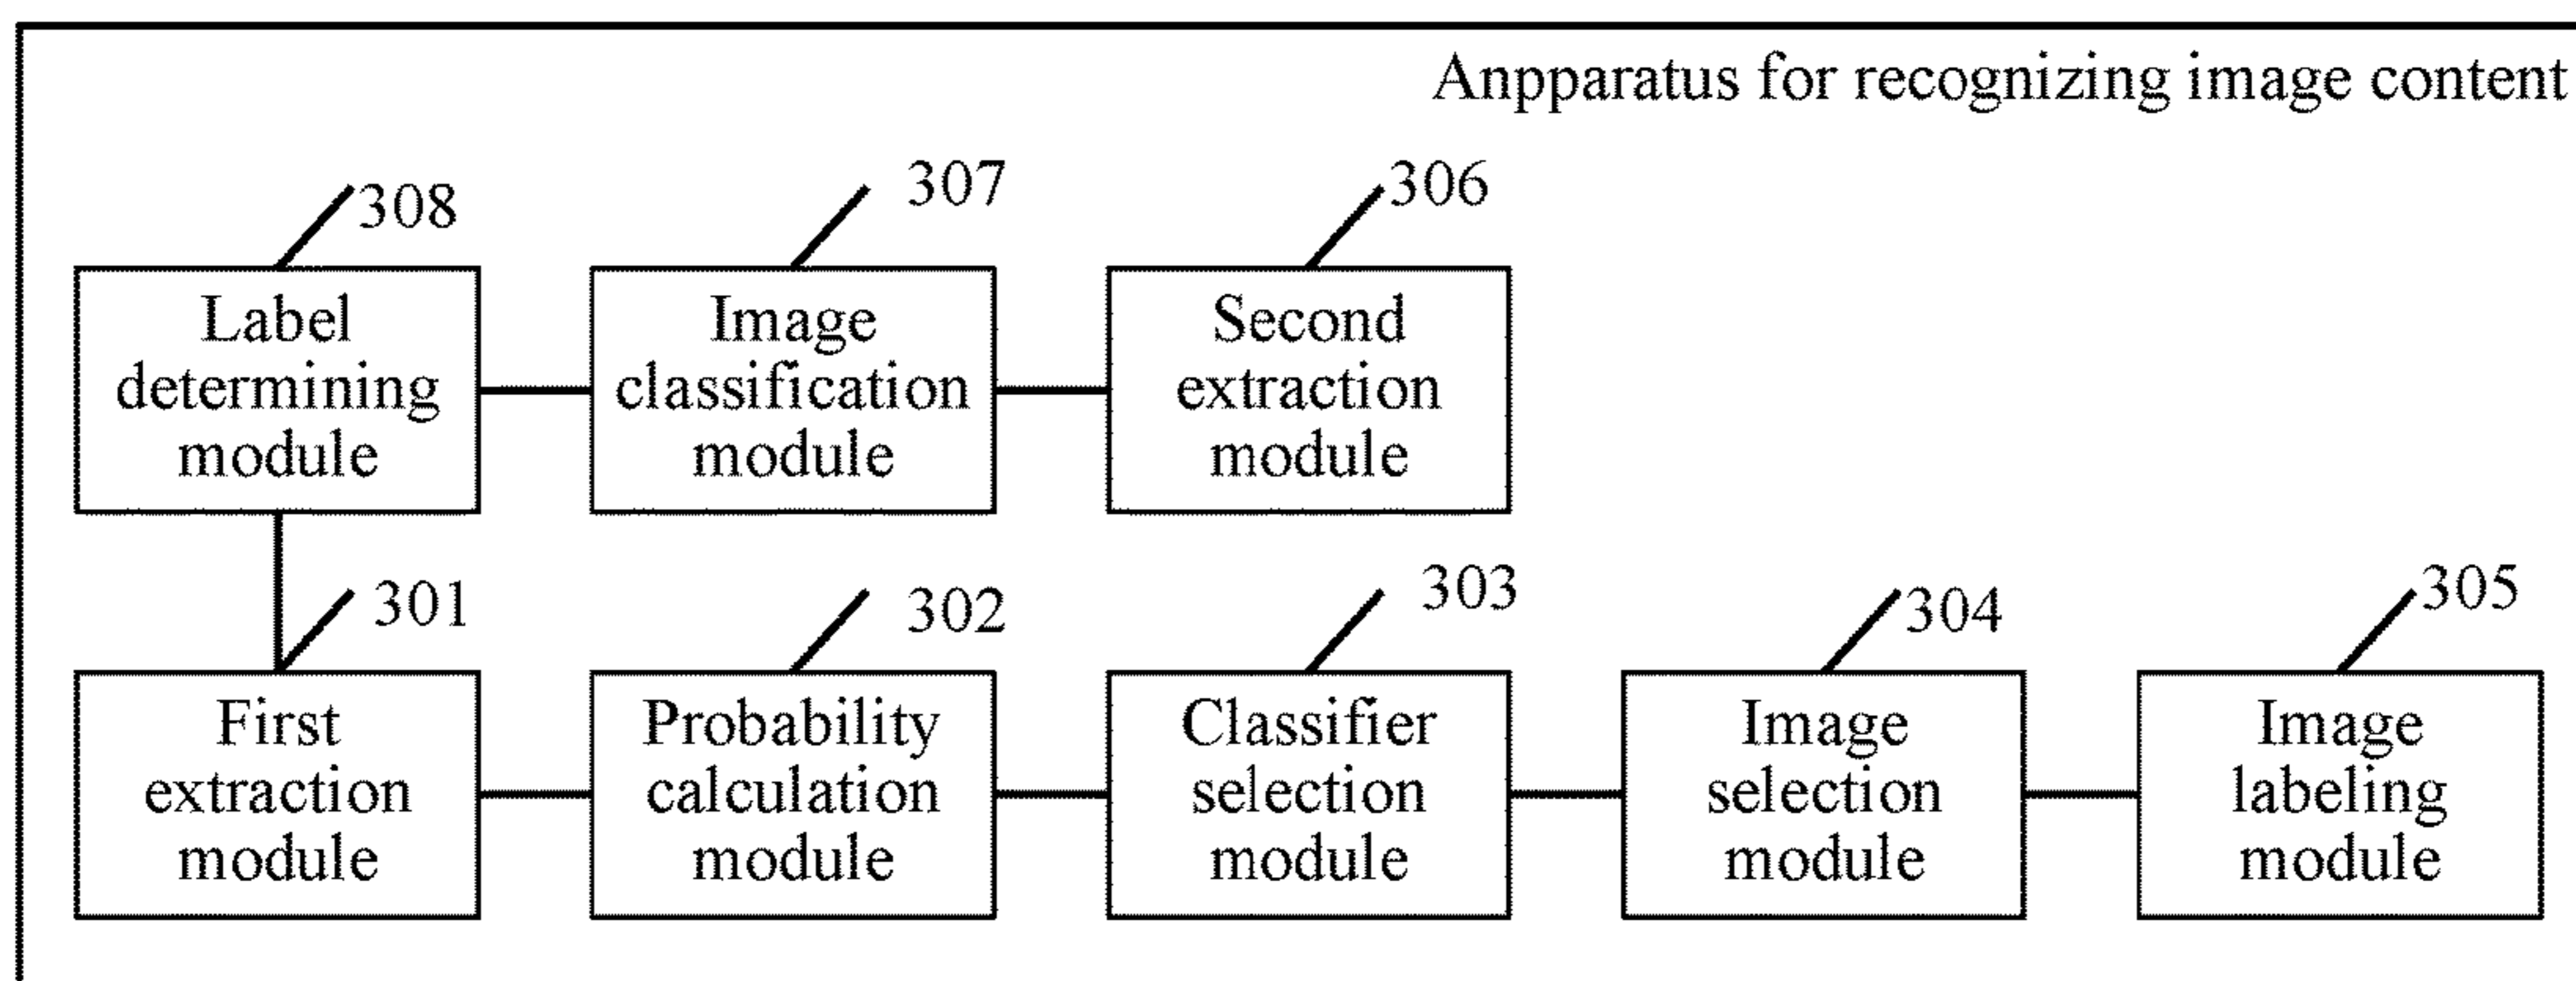 Anpparatus for recognizing image content
308
307
306
Label
determining
module
Image
classification
module
Second
extraction
module
301
302
303
304
305
First
extraction
module
Probability
calculation
module
Classifier
selection
module
Image
selection
module
Image
labeling
module